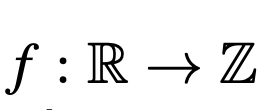 f : ℝ → ℤ